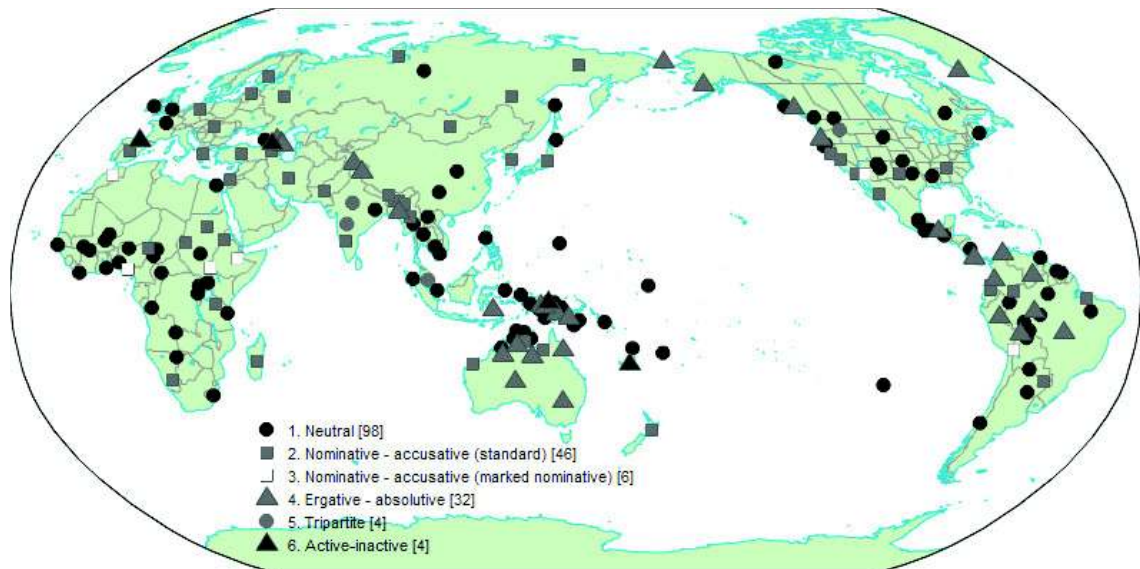 1. Neutral [98]
2. Nominative - accusative (standard) [46]
3. Nominative - accusative (marked nominative) [6]
4. Ergative - absolutive [32]
5. Tripartite [4]
6. Active-inactive [4]